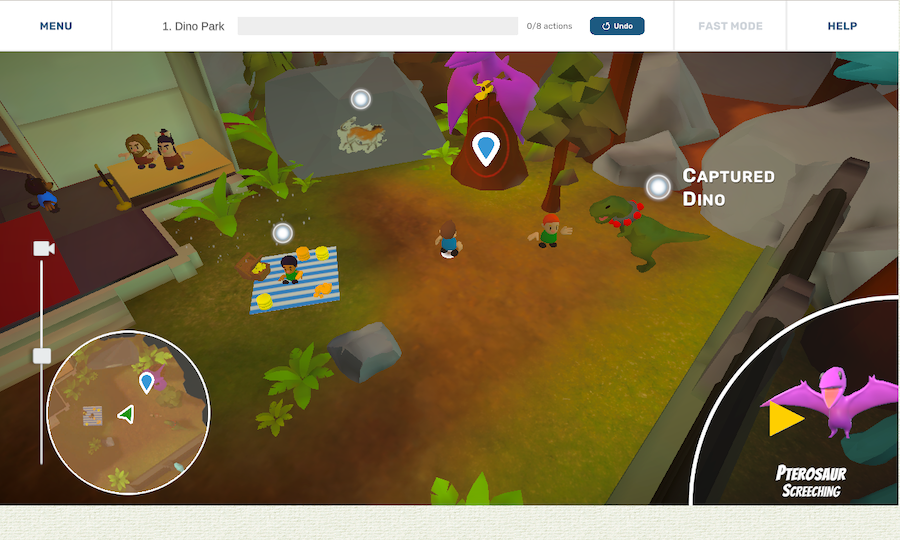 MENU
1. Dino Park
0/8 actions
Undo
FAST MODE
HELP
CAPTURED
DINO
PTEROSAUR
SCREECHING